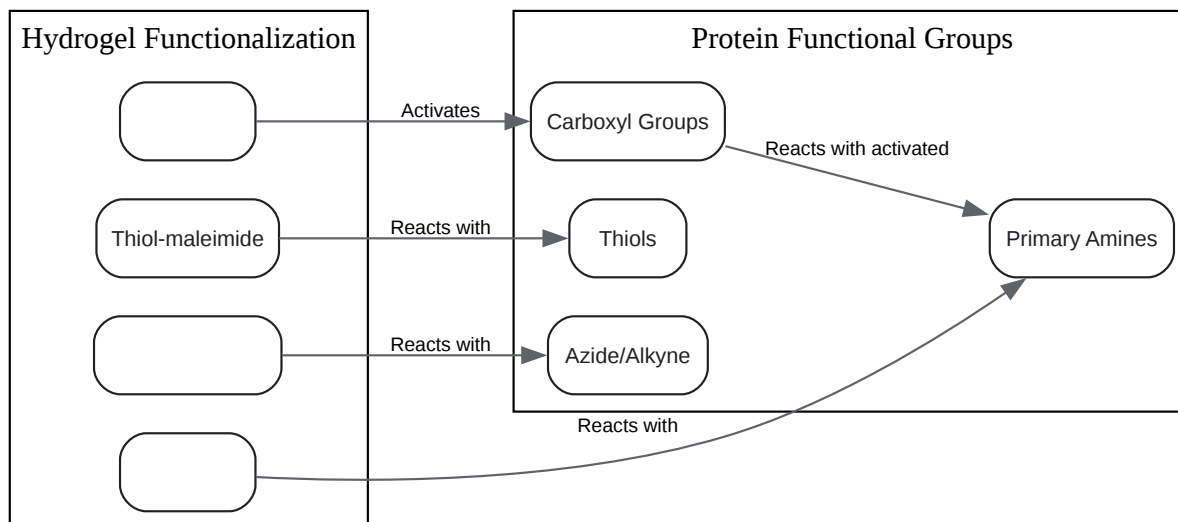 Hydrogel Functionalization
Protein Functional Groups
Activates
Carboxyl Groups
Reacts with activated
Thiol-maleimide
Reacts with
Thiols
Primary Amines
Reacts with
Azide/Alkyne
Reacts with